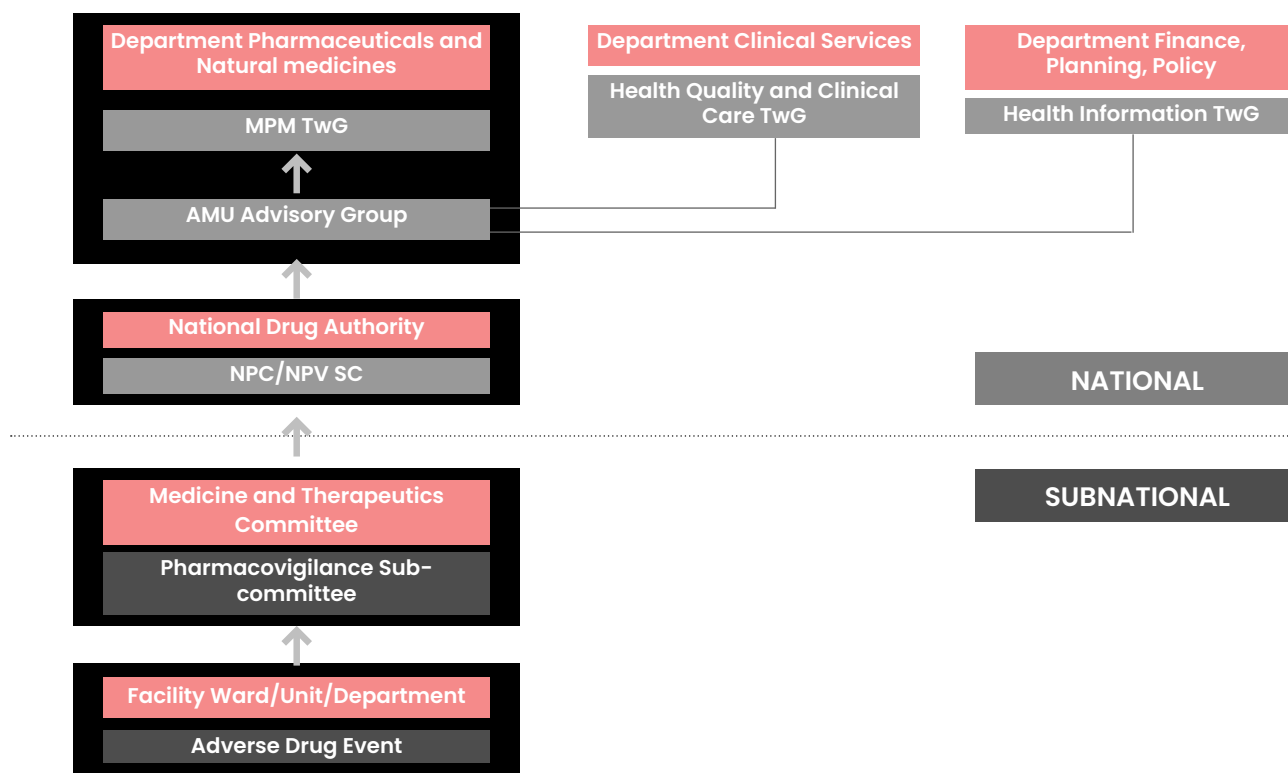 Department Pharmaceuticals and
Natural medicines
MPM TwG
AMU Advisory Group
Department Clinical Services
Health Quality and Clinical
Care TwG
Department Finance,
Planning, Policy
Health Information TwG
National Drug Authority
NPC/NPV SC
NATIONAL
Medicine and Therapeutics
Committee
Pharmacovigilance Sub-
committee
SUBNATIONAL
Facility Ward/Unit/Department
Adverse Drug Event